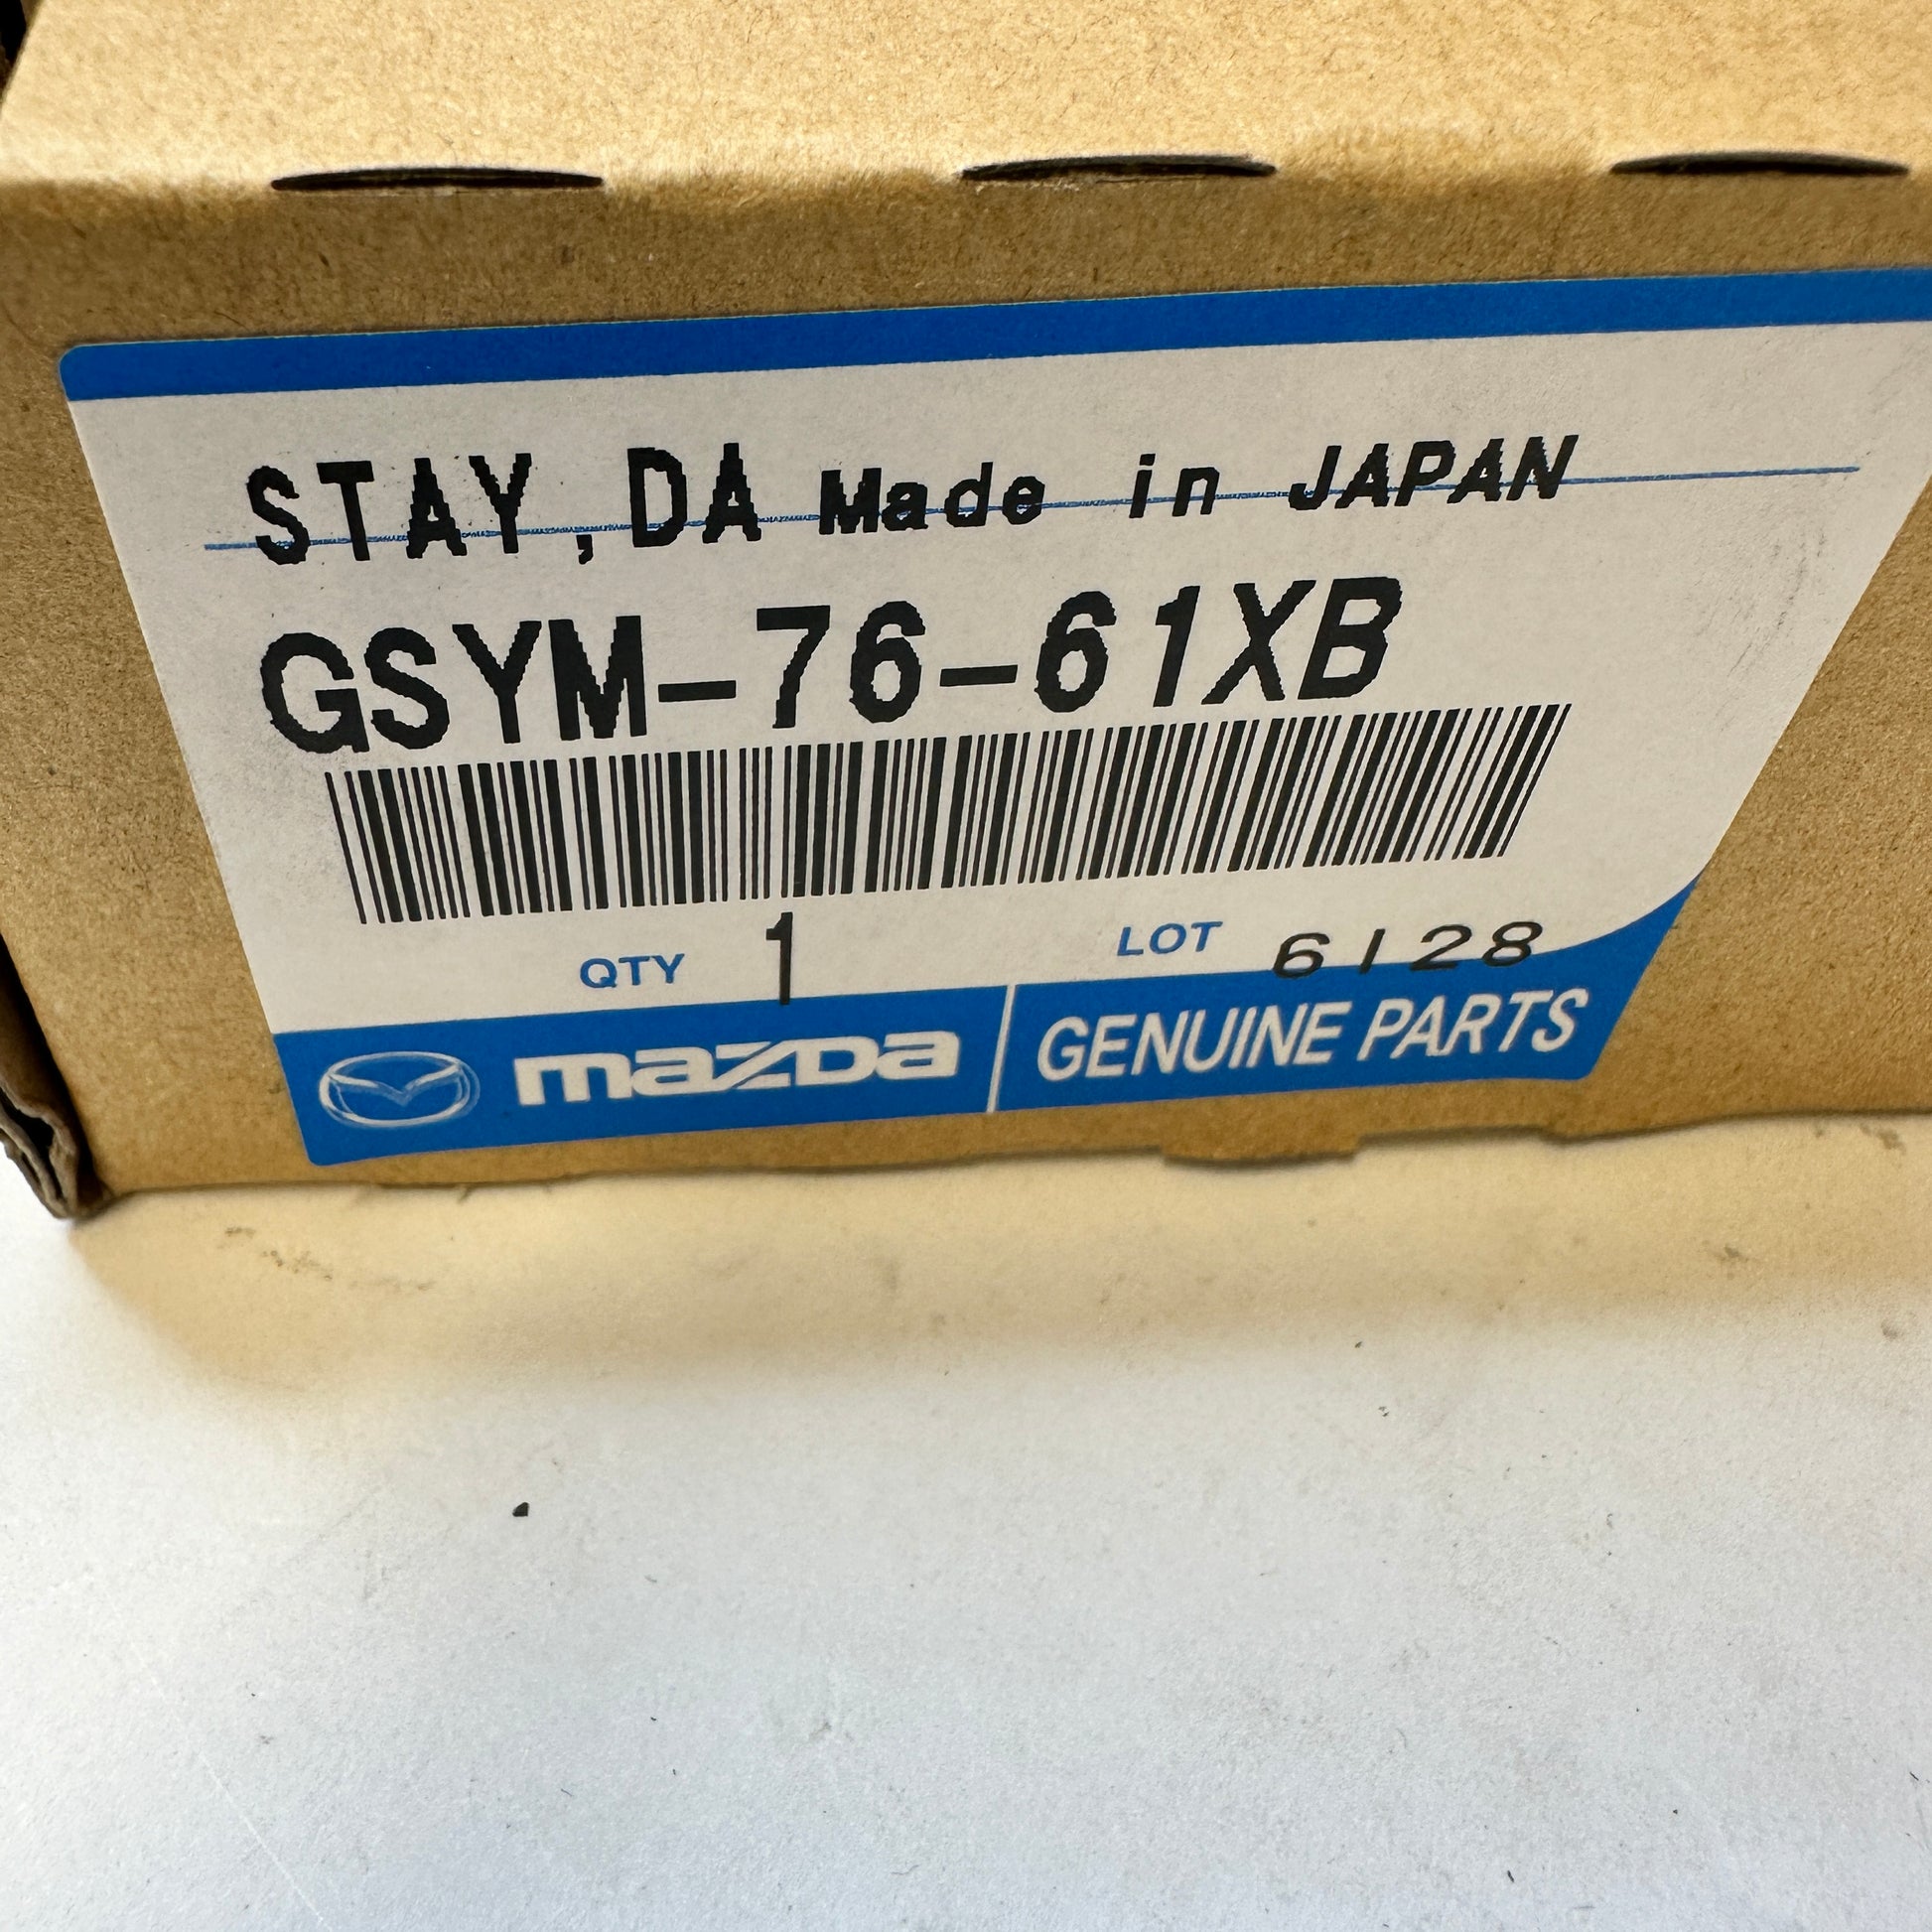 STAY,DA Made in JAPAN
GSYM-76-61XB
QTY 1 LOT 6128
mazda GENUINE PARTS